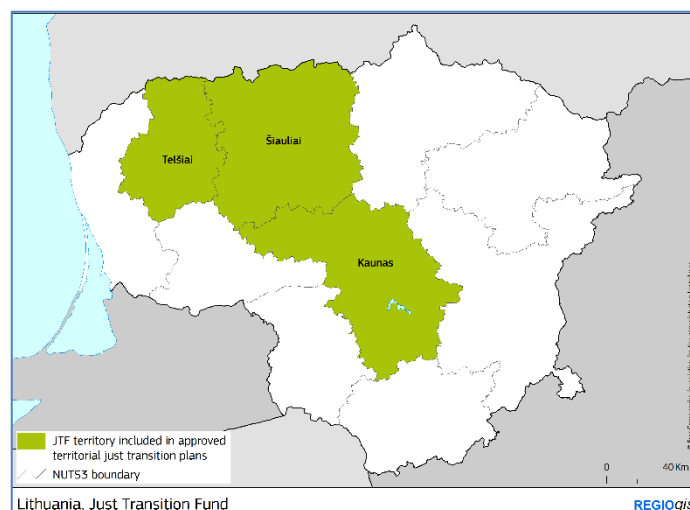 Telšiai
Šiauliai
Kaunas
JTF territory included in approved
territorial just transition plans
NUTS3 boundary
0 40 Km
Lithuania, Just Transition Fund
REGIOgis